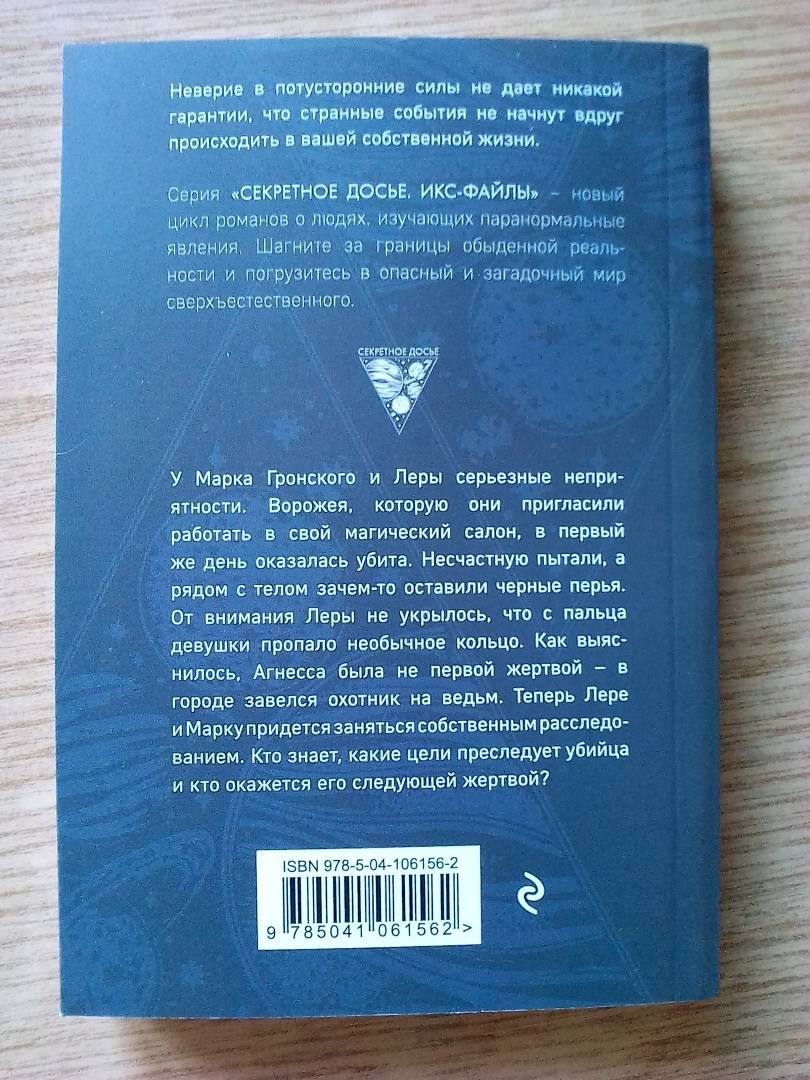 Неверие в потусторонние силы не дает никакой
гарантии, что странные события не начнут вдруг
происходить в вашей собственной жизни.
Серия «СЕКРЕТНОЕ ДОСЬЕ. ИКС-ФАЙЛЫ» – новый
цикл романов о людях, изучающих паранормальные
явления. Шагните за границы обыденной реаль-
ности и погрузитесь в опасный и загадочный мир
сверхъестественного.
СЕКРЕТНОЕ ДОСЬЕ
У Марка Гронского и Леры серьезные непри-
ятности. Ворожея, которую они пригласили
работать в свой магический салон, в первый
же день оказалась убита. Несчастную пытали, а
рядом с телом зачем-то оставили черные перья.
От внимания Леры не укрылось, что с пальца
девушки пропало необычное кольцо. Как выяс-
нилось, Агнесса была не первой жертвой – в
городе завелся охотник на ведьм. Теперь Лере
и Марку придется заняться собственным расследо-
ванием. Кто знает, какие цели преследует убийца
и кто окажется его следующей жертвой?
ISBN 978-5-04-106156-2
9 785041 061562 >